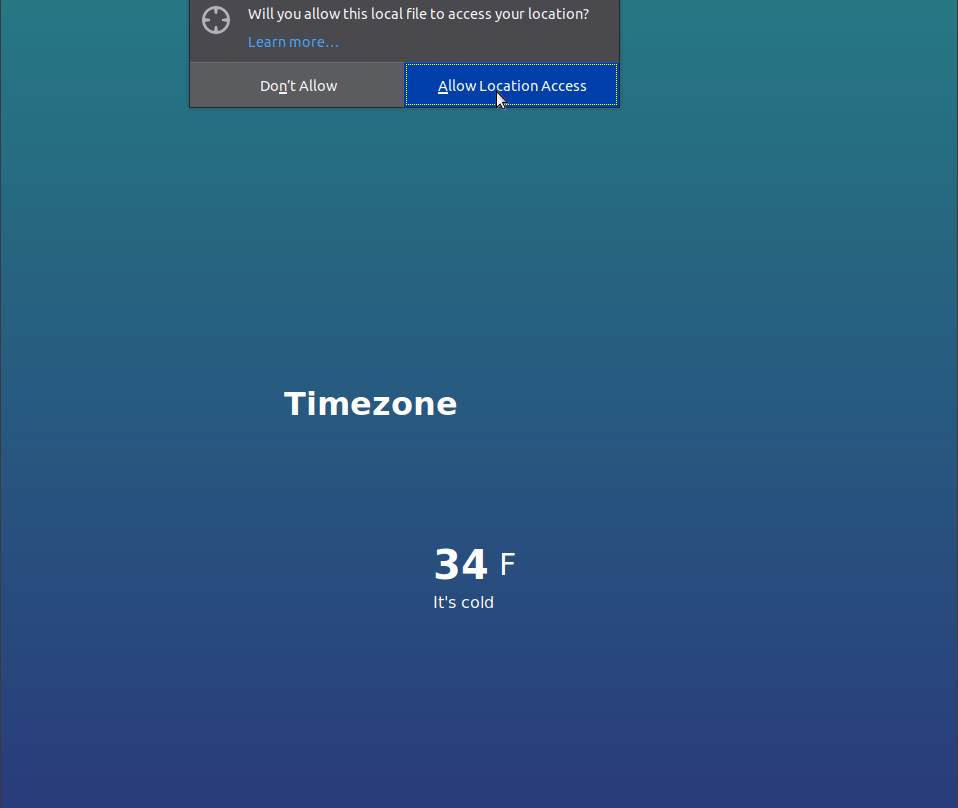 Will you allow this local file to access your location?
Learn more…
Don't Allow
Allow Location Access
Timezone
34 F
It's cold